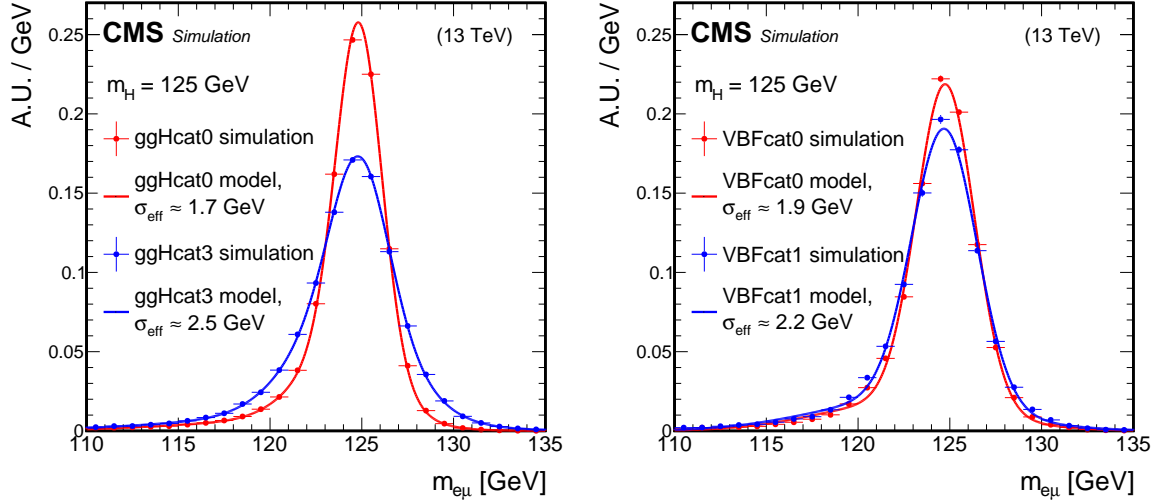 CMS Simulation (13 TeV)
m_H = 125 GeV
ggHcat0 simulation
ggHcat0 model,
σ_eff ≈ 1.7 GeV
ggHcat3 simulation
ggHcat3 model,
σ_eff ≈ 2.5 GeV
A.U. / GeV
0.25
0.2
0.15
0.1
0.05
0
110 115 120 125 130 135
m_eμ [GeV]
CMS Simulation (13 TeV)
m_H = 125 GeV
VBFcat0 simulation
VBFcat0 model,
σ_eff ≈ 1.9 GeV
VBFcat1 simulation
VBFcat1 model,
σ_eff ≈ 2.2 GeV
A.U. / GeV
0.25
0.2
0.15
0.1
0.05
0
110 115 120 125 130 135
m_eμ [GeV]